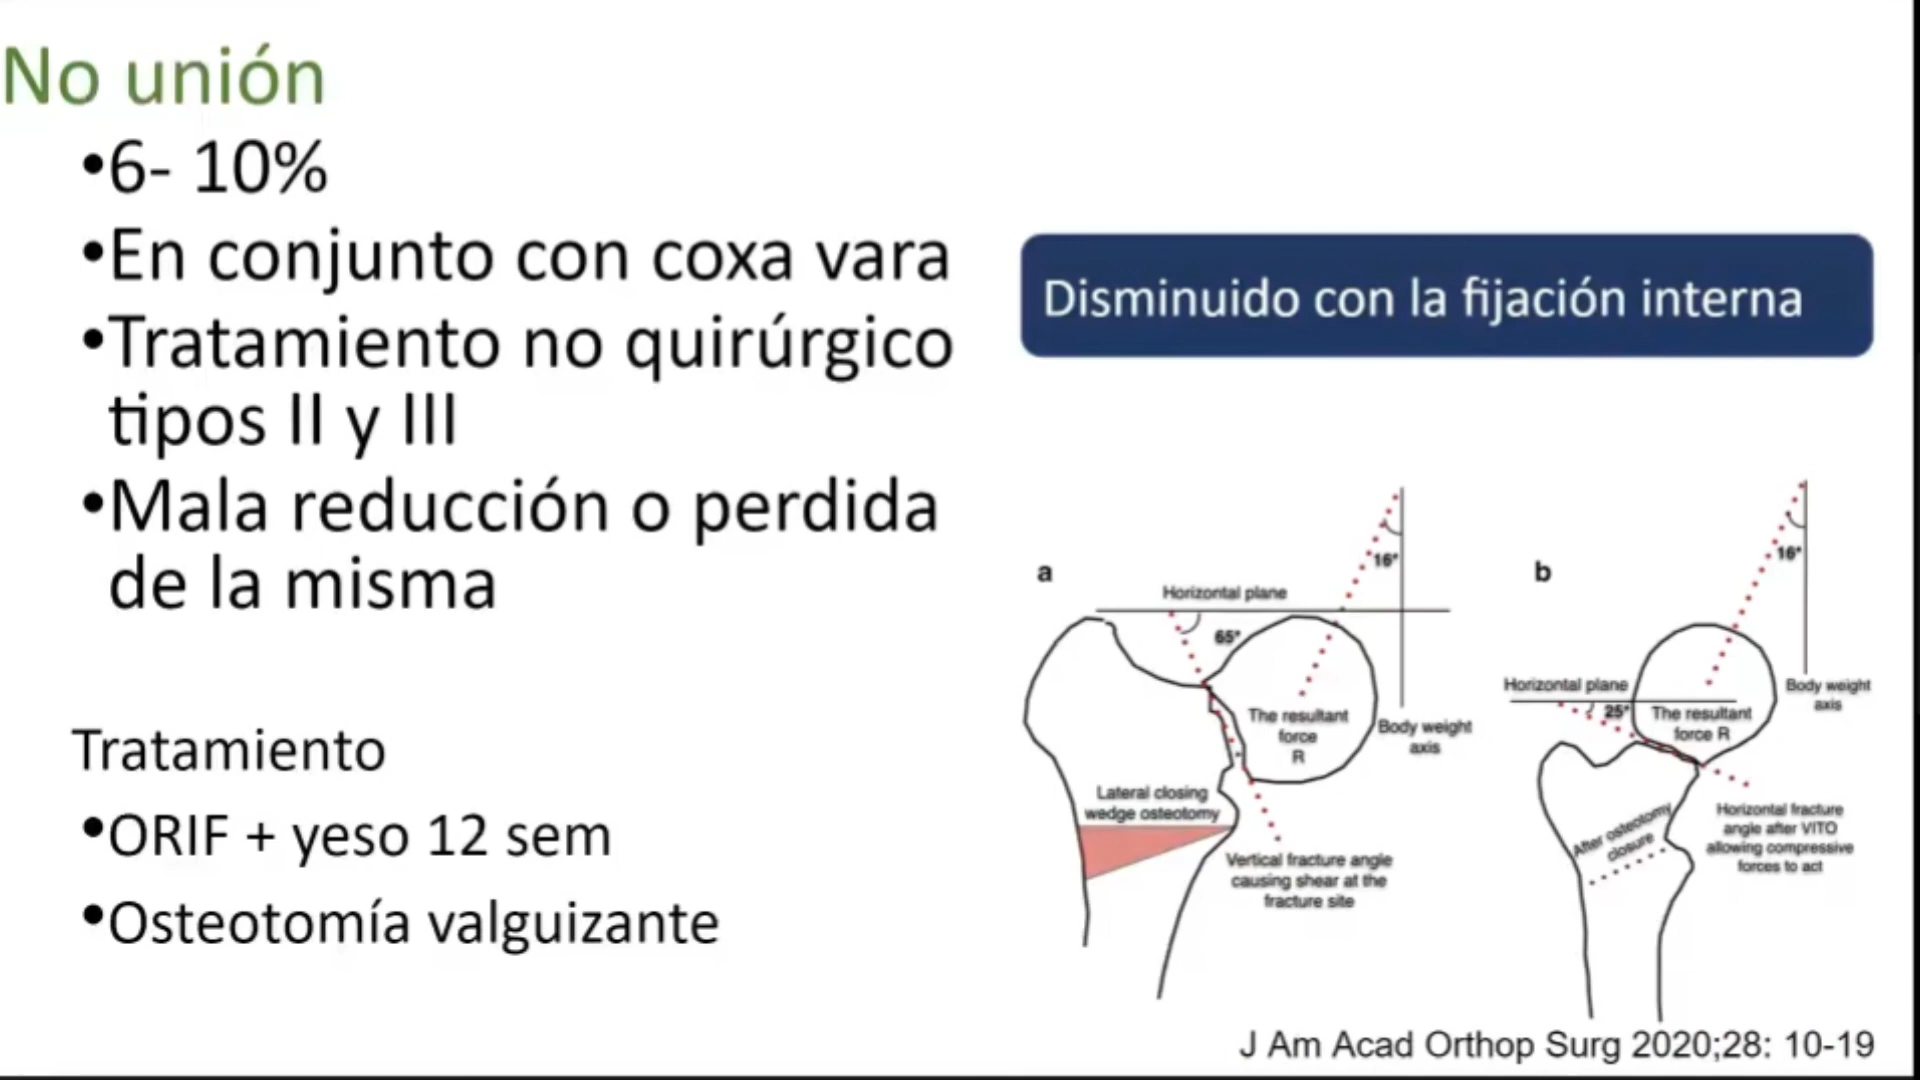 No unión
•6- 10%
•En conjunto con coxa vara
•Tratamiento no quirúrgico
tipos II y III
•Mala reducción o perdida
de la misma
Tratamiento
•ORIF + yeso 12 sem
•Osteotomía valguizante
Disminuido con la fijación interna
a
16°
Horizontal plane
65°
The resultant
force
R
Body weight
axis
Lateral closing
wedge osteotomy
Vertical fracture angle
causing shear at the
fracture site
b
16°
Horizontal plane
25°
The resultant
force R
Body weight
axis
After osteotomy
closure
Horizontal fracture
angle after VITO
allowing compressive
forces to act
J Am Acad Orthop Surg 2020;28: 10-19